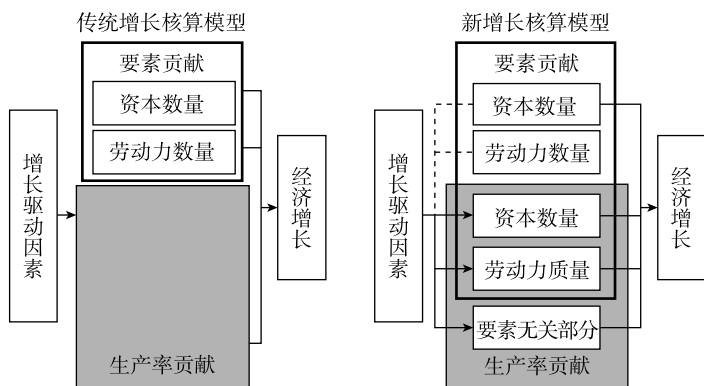 传统增长核算模型
要素贡献
资本数量
劳动力数量
增长驱动因素
经济增长
生产率贡献
新增长核算模型
要素贡献
资本数量
劳动力数量
增长驱动因素
资本数量
劳动力质量
要素无关部分
经济增长
生产率贡献